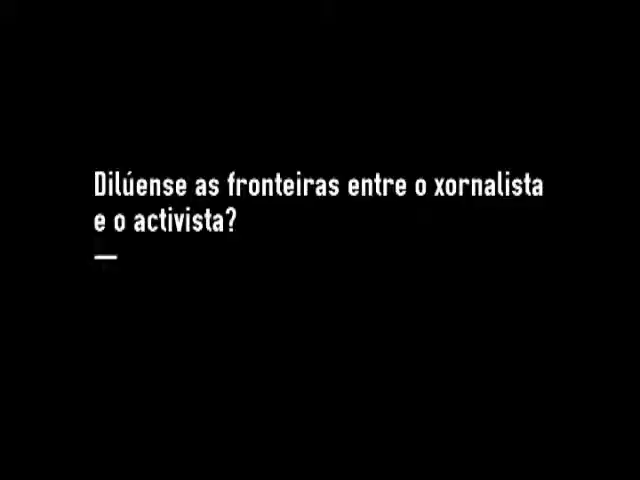 Dilúense as fronteiras entre o xornalista
e o activista?